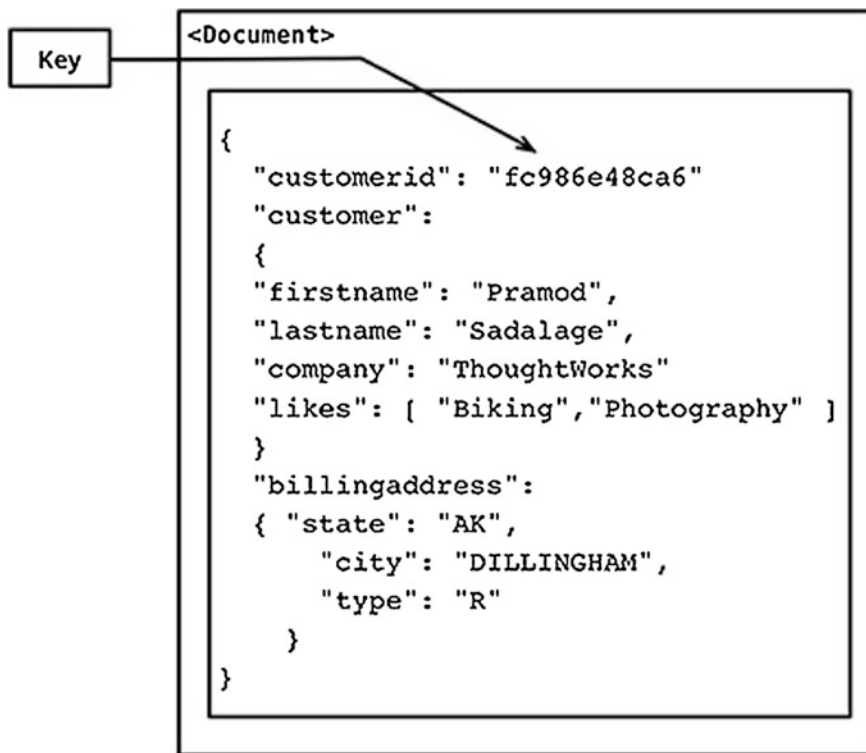 <Document>
Key
{
"customerid": "fc986e48ca6"
"customer":
{
"firstname": "Pramod",
"lastname": "Sadalage",
"company": "ThoughtWorks"
"likes": [ "Biking","Photography" ]
}
"billingaddress":
{ "state": "AK",
"city": "DILLINGHAM",
"type": "R"
}
}